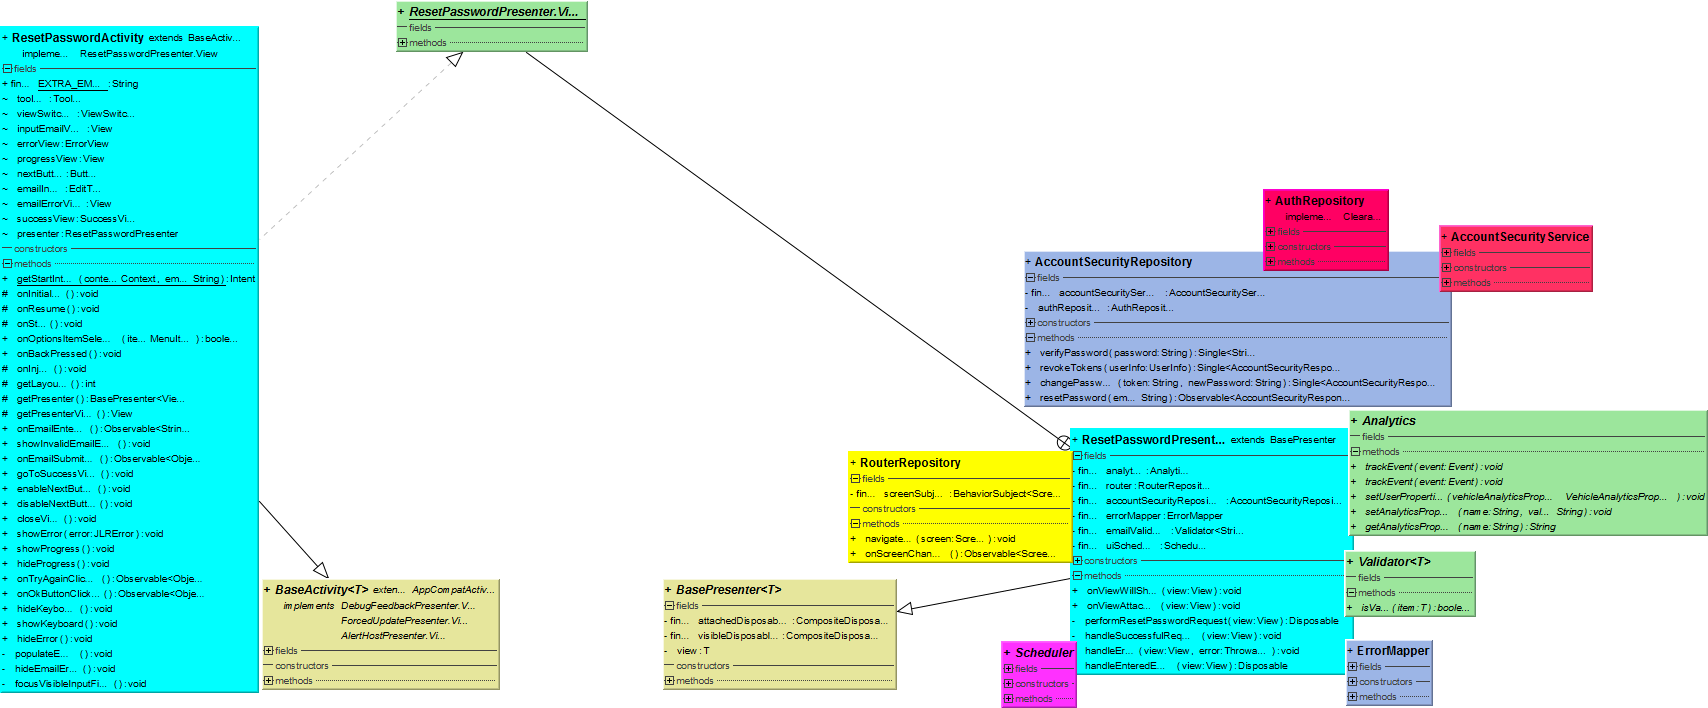 + ResetPasswordPresenter.Vi...
fields
methods
+ ResetPasswordActivity extends BaseActiv...
impleme... ResetPasswordPresenter.View
fields
+ fin... EXTRA_EM... : String
~ tool... : Tool...
~ viewSwitc... : ViewSwitc...
~ inputEmailV... : View
~ errorView : ErrorView
~ progressView : View
~ nextButt... : Butt...
~ emailIn... : EditT...
~ emailErrorVi... : View
~ successView : SuccessVi...
~ presenter : ResetPasswordPresenter
constructors
methods
+ getStartInt... (conte... Context, em... String) : Intent
# onInitial... () : void
# onResume () : void
# onSt... () : void
+ onOptionsItemSele... (ite... MenuIt... ) : boole...
+ onBackPressed () : void
# onInj... () : void
# getLayou... () : int
# getPresenter () : BasePresenter<Vie...
# getPresenterVi... () : View
+ onEmailEnte... () : Observable<Strin...
+ showInvalidEmailE... () : void
+ onEmailSubmit... () : Observable<Obje...
+ goToSuccessVi... () : void
+ enableNextBut... () : void
+ disableNextButt... () : void
+ closeVi... () : void
+ showError (error: JLRError) : void
+ showProgress () : void
+ hideProgress () : void
+ onTryAgainClic... () : Observable<Obje...
+ onOkButtonClick... () : Observable<Obje...
+ hideKeybo... () : void
+ showKeyboard () : void
+ hideError () : void
- populateE... () : void
- hideEmailEr... () : void
- focusVisibleInputFi... () : void
+ BaseActivity<T> exten... AppCompatActiv...
implements DebugFeedbackPresenter.V...
ForcedUpdatePresenter.Vi...
AlertHostPresenter.Vi...
fields
constructors
methods
+ BasePresenter<T>
fields
- fin... attachedDisposab... : CompositeDisposa...
- fin... visibleDisposabl... : CompositeDisposa...
- view : T
constructors
methods
+ RouterRepository
fields
- fin... screenSubj... : BehaviorSubject<Scre...
constructors
methods
+ navigate... (screen: Scre... ) : void
+ onScreenChan... () : Observable<Scree...
+ AuthRepository
impleme... Cleara...
fields
constructors
methods
+ AccountSecurityService
fields
constructors
methods
+ AccountSecurityRepository
fields
- fin... accountSecuritySer... : AccountSecuritySer...
- authReposit... : AuthReposit...
constructors
methods
+ verifyPassword (password: String) : Single<Stri...
+ revokeTokens (userInfo: UserInfo) : Single<AccountSecurityRespo...
+ changePassw... (token: String, newPassword: String) : Single<AccountSecurityRespo...
+ resetPassword (em... String) : Observable<AccountSecurityRespon...
+ ResetPasswordPresent... extends BasePresenter
fields
- fin... analyt... : Analyti...
- fin... router : RouterReposit...
- fin... accountSecurityReposi... : AccountSecurityReposi...
- fin... errorMapper : ErrorMapper
- fin... emailValid... : Validator<Stri...
- fin... uiSched... : Schedu...
constructors
methods
+ onViewWillSh... (view: View) : void
+ onViewAttac... (view: View) : void
- performResetPasswordRequest (view: View) : Disposable
- handleSuccessfulReq... (view: View) : void
handleEr... (view: View, error: Throwa... ) : void
handleEnteredE... (view: View) : Disposable
+ Analytics
fields
methods
+ trackEvent (event: Event) : void
+ trackEvent (event: Event) : void
+ setUserProperti... (vehicleAnalyticsProp... VehicleAnalyticsProp... ) : void
+ setAnalyticsProp... (name: String, val... String) : void
+ getAnalyticsProp... (name: String) : String
+ Validator<T>
fields
methods
+ isVa... (item : T) : boole...
+ Scheduler
fields
constructors
methods
+ ErrorMapper
fields
constructors
methods